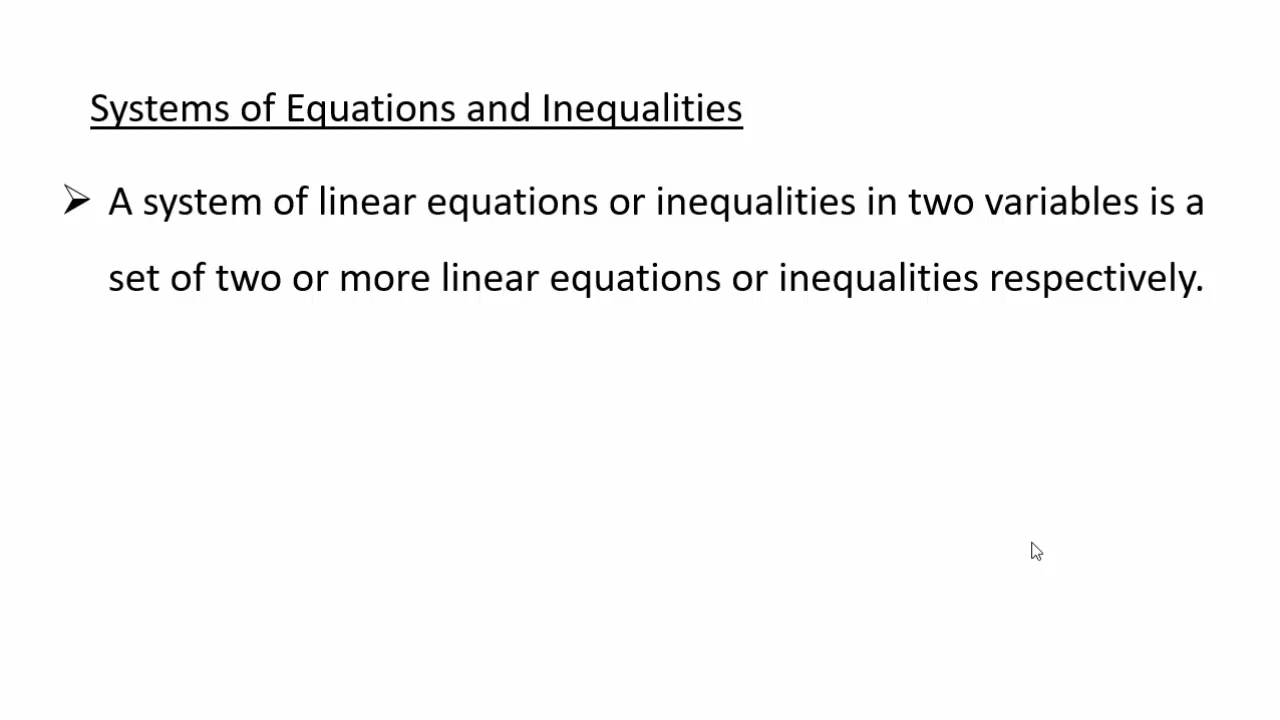 Systems of Equations and Inequalities
➢ A system of linear equations or inequalities in two variables is a
set of two or more linear equations or inequalities respectively.